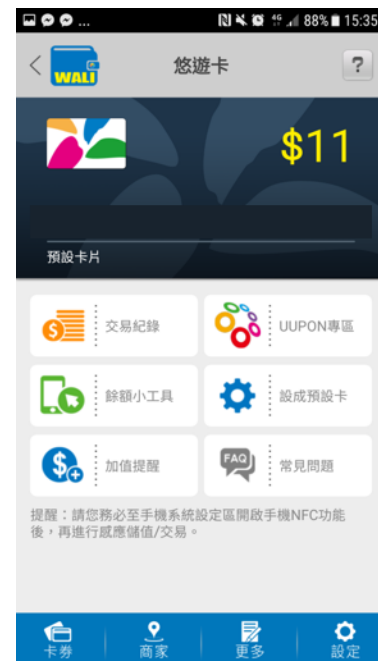 ... 4G 88% 15:35
WALI 悠遊卡 ?
$11
預設卡片
交易紀錄 UUPON專區
餘額小工具 設成預設卡
加值提醒 FAQ 常見問題
提醒：請您務必至手機系統設定區開啟手機NFC功能
後，再進行感應儲值/交易。
卡券 商家 更多 設定